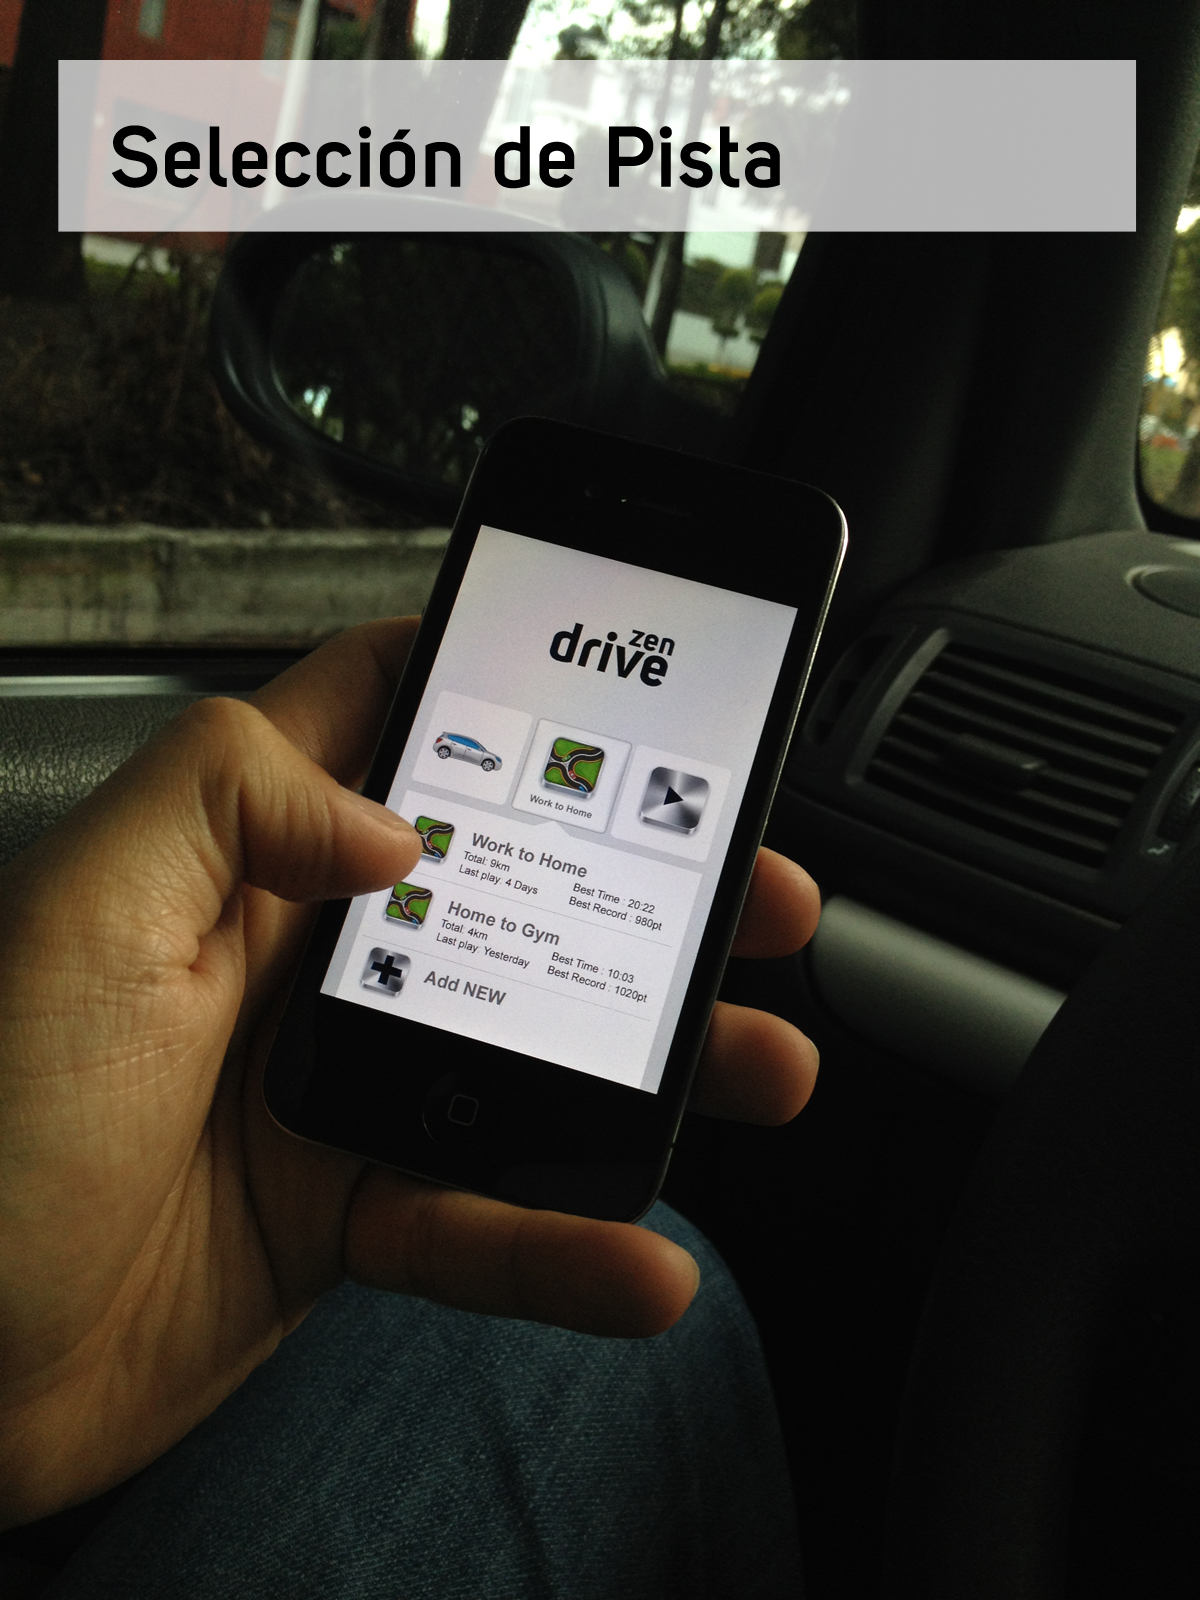 Selección de Pista
zen
drive
Work to Home
Work to Home
Total: 9km
Last play: 4 Days
Best Time : 20:22
Best Record : 980pt
Home to Gym
Total: 4km
Last play: Yesterday
Best Time : 10:03
Best Record : 1020pt
Add NEW